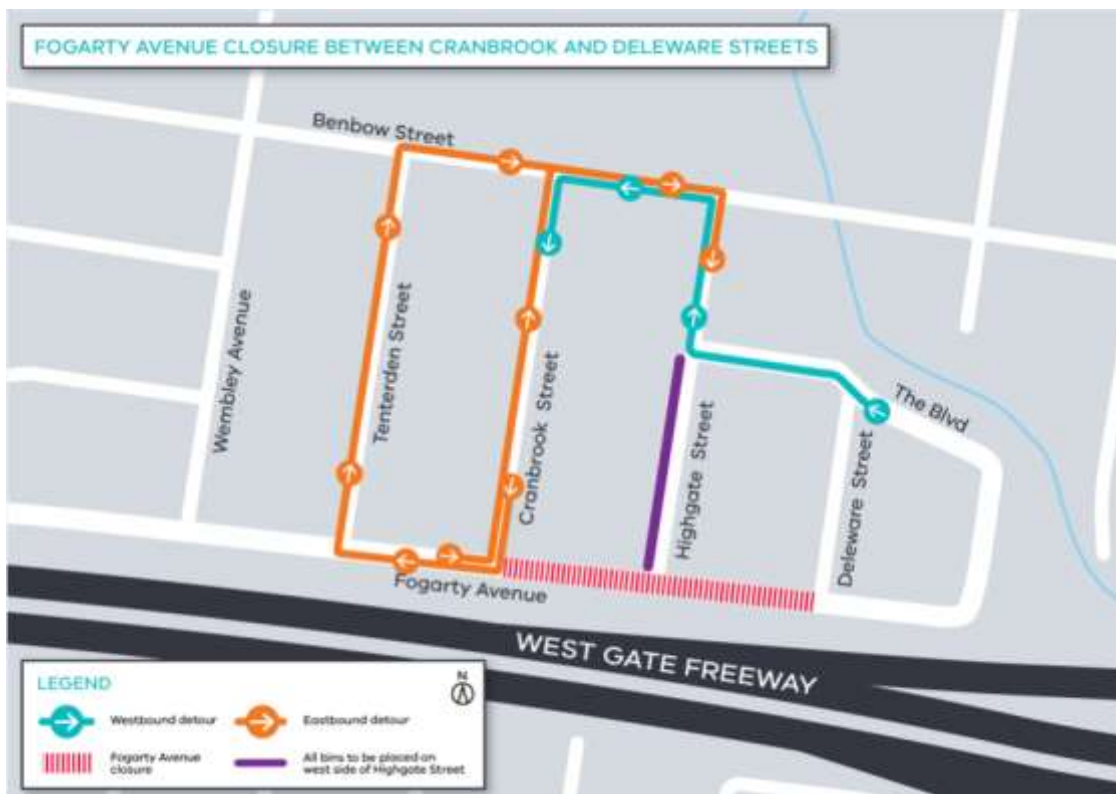 FOGARTY AVENUE CLOSURE BETWEEN CRANBROOK AND DELEWARE STREETS
Benbow Street
Wembley Avenue
Tenterden Street
Cranbrook Street
Highgate Street
Deleware Street
The Blvd
Fogarty Avenue
WEST GATE FREEWAY
LEGEND
N
Westbound detour
Eastbound detour
Fogarty Avenue
closure
All bins to be placed on
west side of Highgate Street